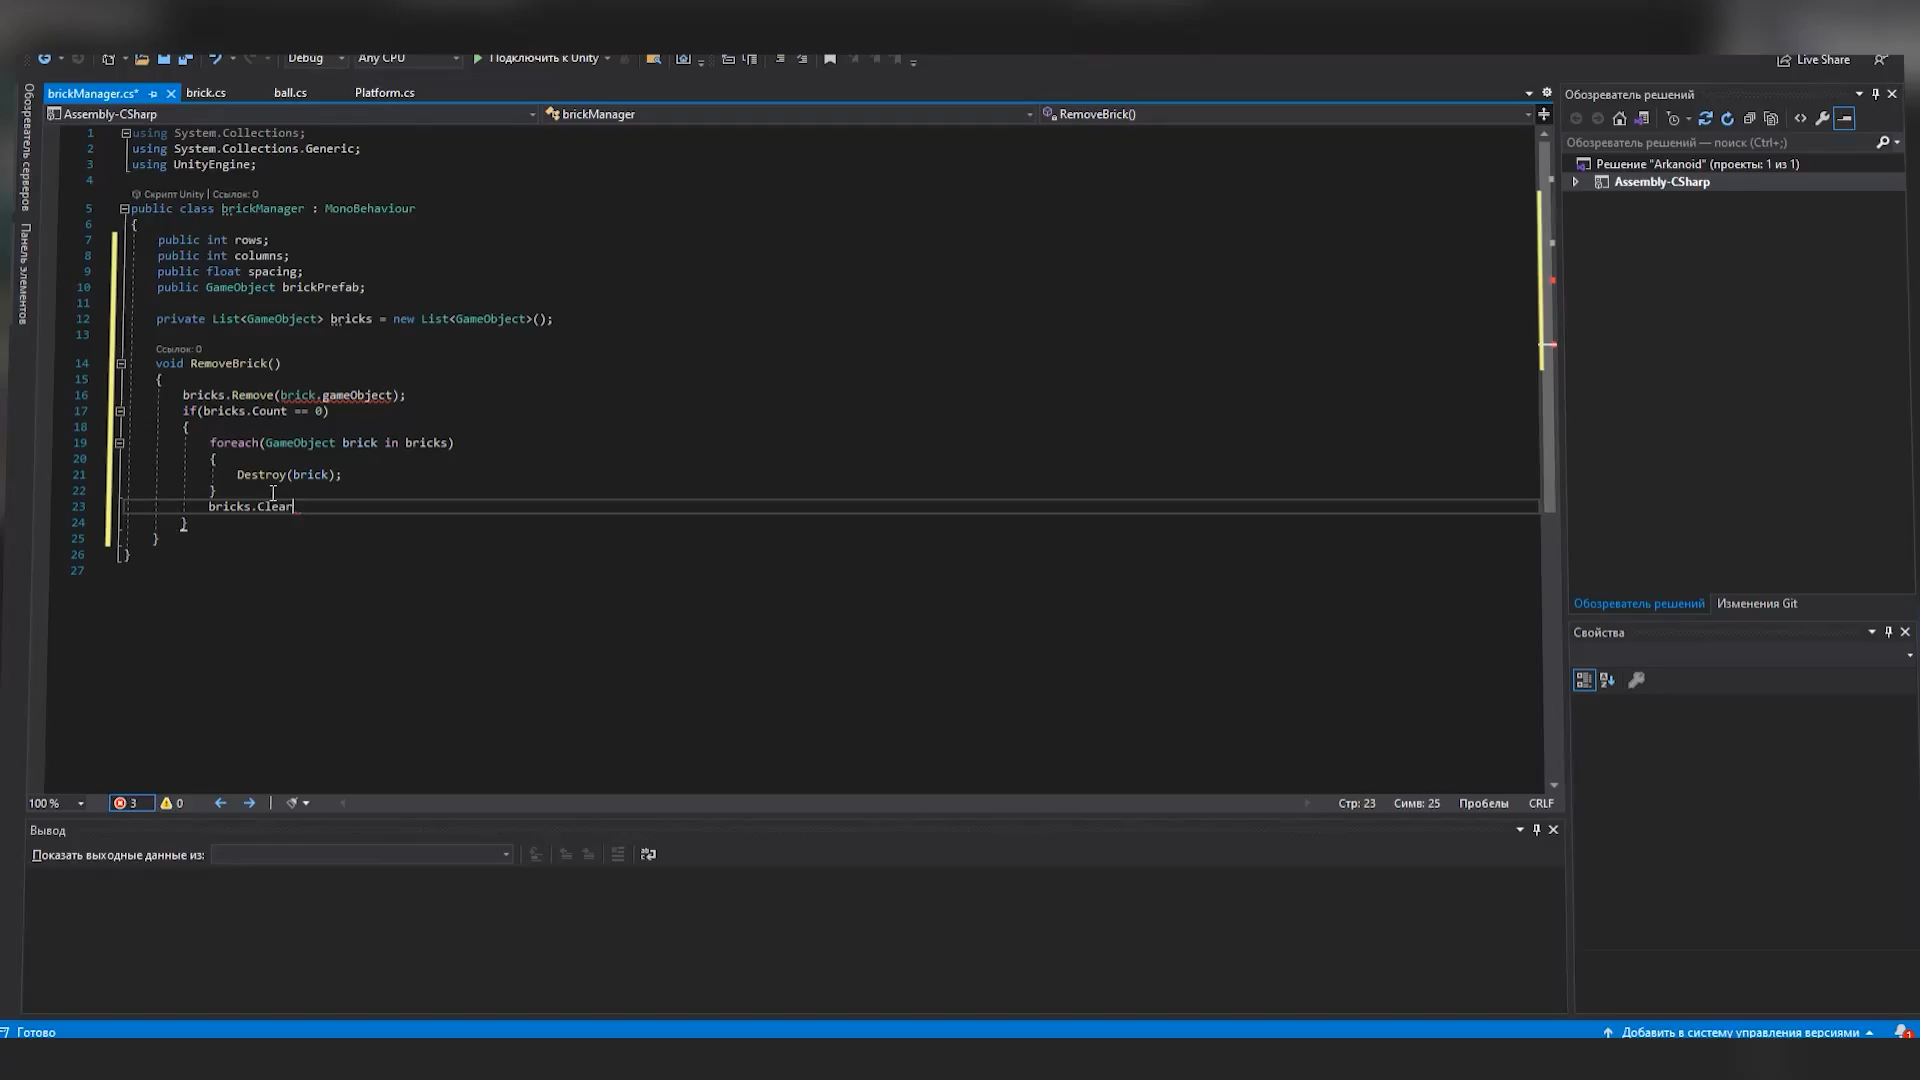 Debug Any CPU Подключить к Unity Live Share
brickManager.cs* brick.cs ball.cs Platform.cs
Assembly-CSharp brickManager RemoveBrick()
Обозреватель серверов
Панель элементов
1 using System.Collections;
2 using System.Collections.Generic;
3 using UnityEngine;
4
Скрипт Unity | Ссылок: 0
5 public class brickManager : MonoBehaviour
6 {
7 public int rows;
8 public int columns;
9 public float spacing;
10 public GameObject brickPrefab;
11
12 private List<GameObject> bricks = new List<GameObject>();
13
Ссылок: 0
14 void RemoveBrick()
15 {
16 bricks.Remove(brick.gameObject);
17 if(bricks.Count == 0)
18 {
19 foreach(GameObject brick in bricks)
20 {
21 Destroy(brick);
22 }
23 bricks.Clear
24 }
25 }
26 }
27
100 % 3 0 Стр: 23 Симв: 25 Пробелы CRLF
Вывод
Показать выходные данные из:
Обозреватель решений
Обозреватель решений — поиск (Ctrl+;)
Решение "Arkanoid" (проекты: 1 из 1)
Assembly-CSharp
Обозреватель решений Изменения Git
Свойства
Готово Добавить в систему управления версиями 1